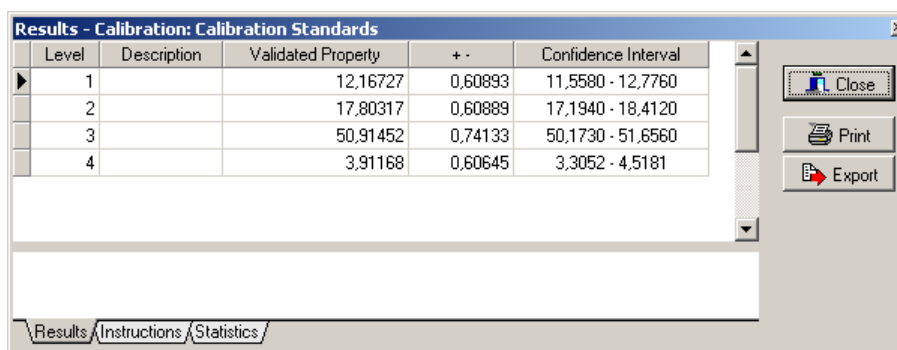 Results - Calibration: Calibration Standards
Level Description Validated Property + - Confidence Interval
1 12,16727 0,60893 11,5580 - 12,7760
2 17,80317 0,60889 17,1940 - 18,4120
3 50,91452 0,74133 50,1730 - 51,6560
4 3,91168 0,60645 3,3052 - 4,5181
Close
Print
Export
Results Instructions Statistics